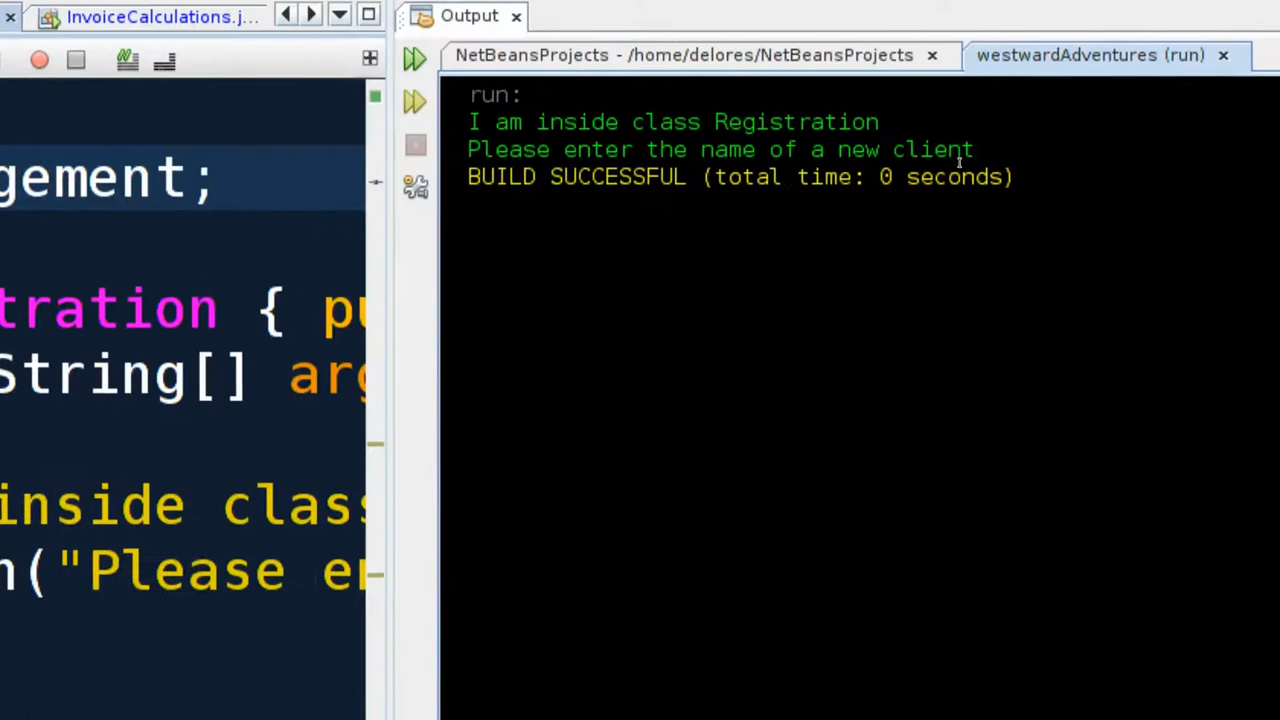 InvoiceCalculations.j...
Output
NetBeansProjects - /home/delores/NetBeansProjects
westwardAdventures (run)
gement;
tration { pu
String[] arg
inside class
n("Please en
run:
I am inside class Registration
Please enter the name of a new client
BUILD SUCCESSFUL (total time: 0 seconds)